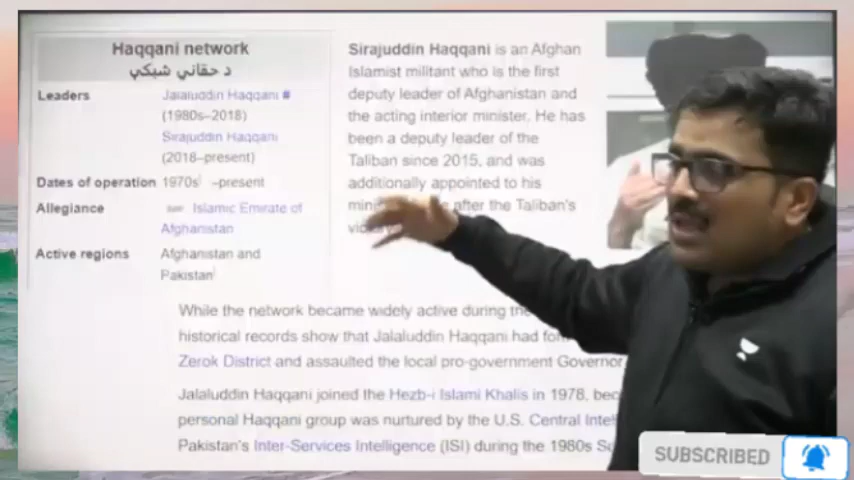 Haqqani network
د حقاني شبکې
Leaders
Jalaluddin Haqqani #
(1980s–2018)
Sirajuddin Haqqani
(2018–present)
Dates of operation 1970s –present
Allegiance
Islamic Emirate of
Afghanistan
Active regions
Afghanistan and
Pakistan
Sirajuddin Haqqani is an Afghan
Islamist militant who is the first
deputy leader of Afghanistan and
the acting interior minister. He has
been a deputy leader of the
Taliban since 2015, and was
additionally appointed to his
after the Taliban's
While the network became widely active during the
historical records show that Jalaluddin Haqqani had
Zerok District and assaulted the local pro-government Governor
Jalaluddin Haqqani joined the Hezb-i Islami Khalis in 1978,
personal Haqqani group was nurtured by the U.S. Central
Pakistan's Inter-Services Intelligence (ISI) during the 1980s
SUBSCRIBED